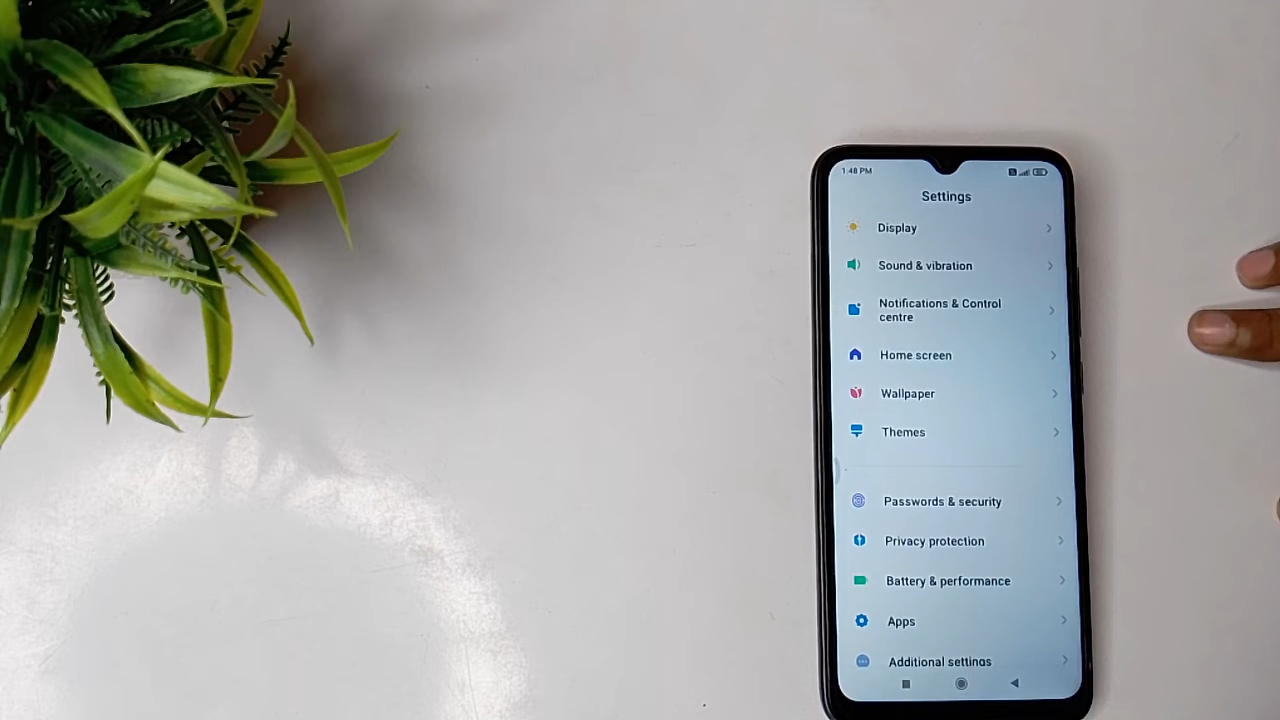 1:48 PM
Settings
Display
Sound & vibration
Notifications & Control
centre
Home screen
Wallpaper
Themes
Passwords & security
Privacy protection
Battery & performance
Apps
Additional settings